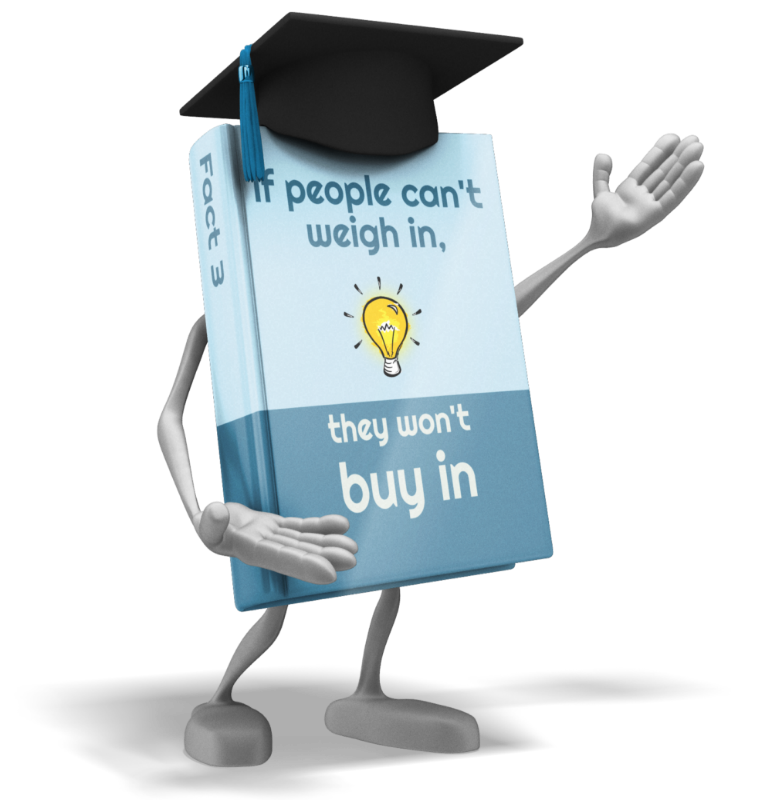 Fact 3
If people can't
weigh in,
they won't
buy in